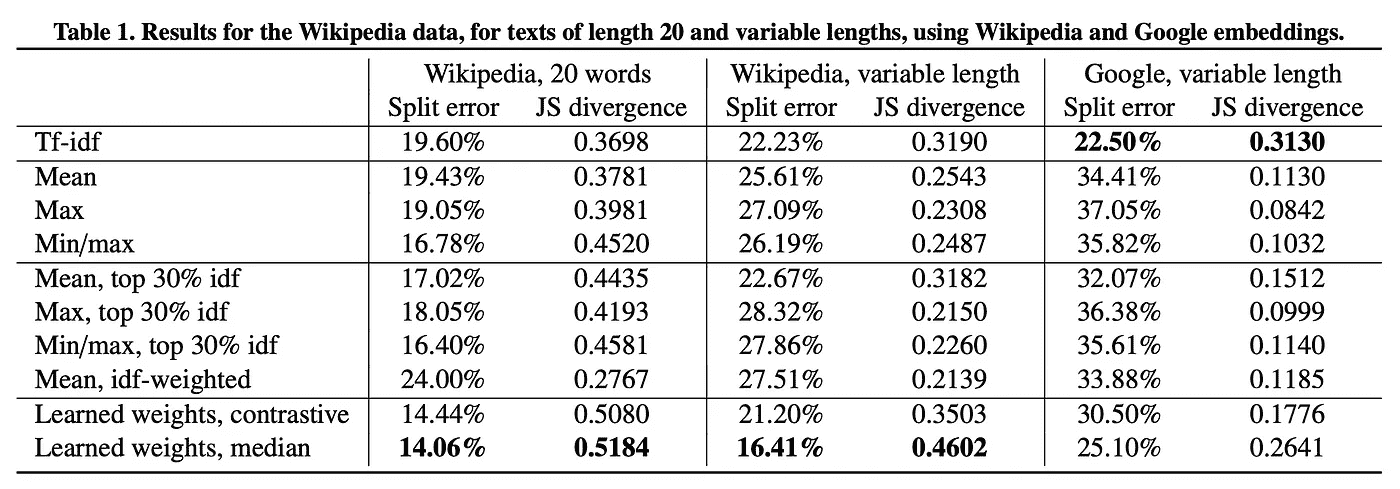 Table 1. Results for the Wikipedia data, for texts of length 20 and variable lengths, using Wikipedia and Google embeddings.
Wikipedia, 20 words Wikipedia, variable length Google, variable length
Split error JS divergence Split error JS divergence Split error JS divergence
Tf-idf 19.60% 0.3698 22.23% 0.3190 22.50% 0.3130
Mean 19.43% 0.3781 25.61% 0.2543 34.41% 0.1130
Max 19.05% 0.3981 27.09% 0.2308 37.05% 0.0842
Min/max 16.78% 0.4520 26.19% 0.2487 35.82% 0.1032
Mean, top 30% idf 17.02% 0.4435 22.67% 0.3182 32.07% 0.1512
Max, top 30% idf 18.05% 0.4193 28.32% 0.2150 36.38% 0.0999
Min/max, top 30% idf 16.40% 0.4581 27.86% 0.2260 35.61% 0.1140
Mean, idf-weighted 24.00% 0.2767 27.51% 0.2139 33.88% 0.1185
Learned weights, contrastive 14.44% 0.5080 21.20% 0.3503 30.50% 0.1776
Learned weights, median 14.06% 0.5184 16.41% 0.4602 25.10% 0.2641